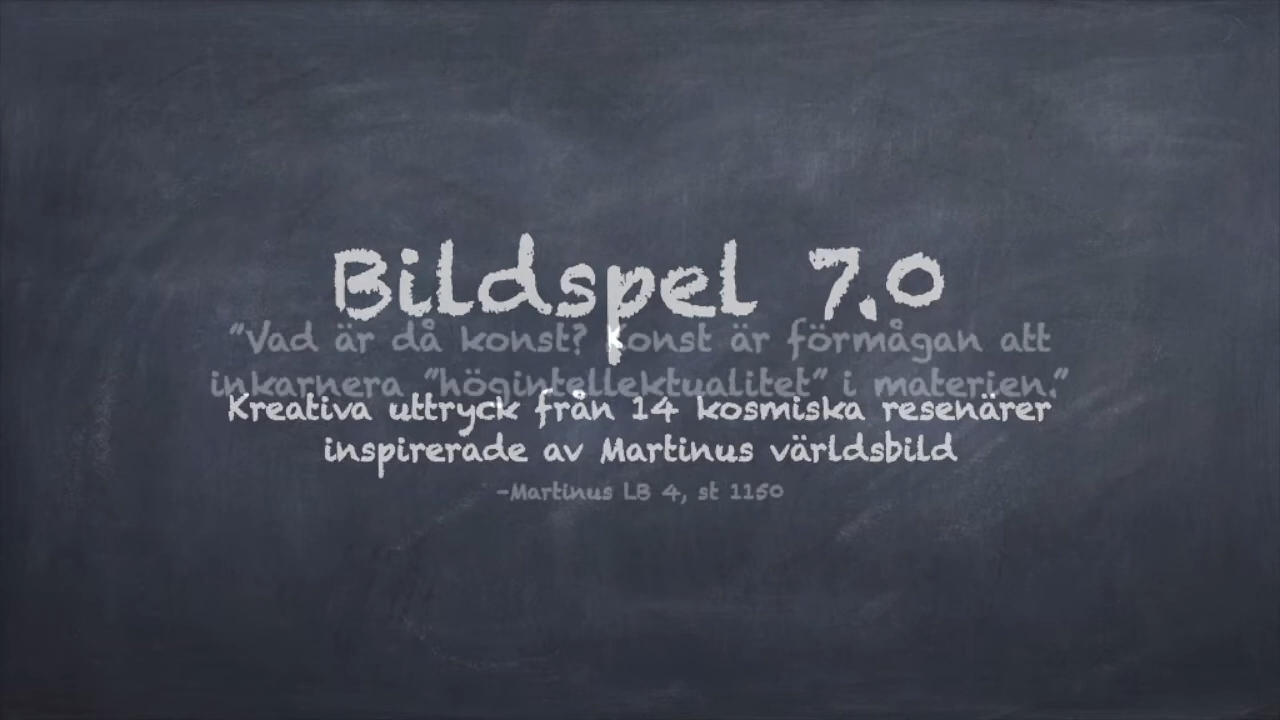 Bildspel 7.0
"Vad är då konst? Konst är förmågan att
inkarnera "högintellektualitet" i materien."
Kreativa uttryck från 14 kosmiska resenärer
inspirerade av Martinus världsbild
-Martinus LB 4, st 1150